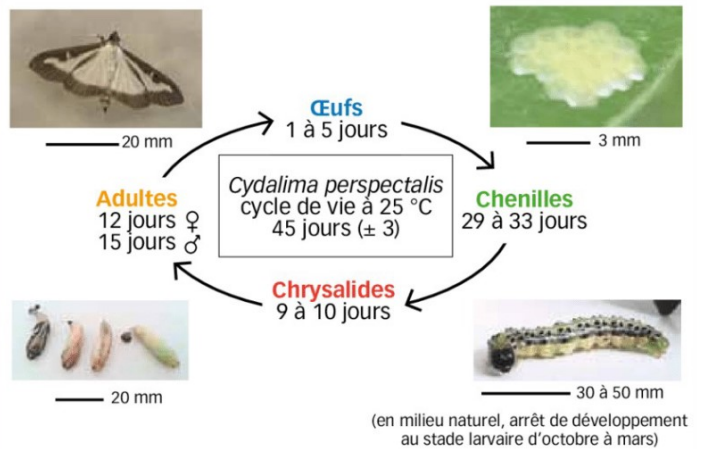 20 mm
Œufs
1 à 5 jours
3 mm
Adultes
12 jours ♀
15 jours ♂
Cydalima perspectalis
cycle de vie à 25 °C
45 jours (± 3)
Chenilles
29 à 33 jours
Chrysalides
9 à 10 jours
20 mm
30 à 50 mm
(en milieu naturel, arrêt de développement
au stade larvaire d'octobre à mars)